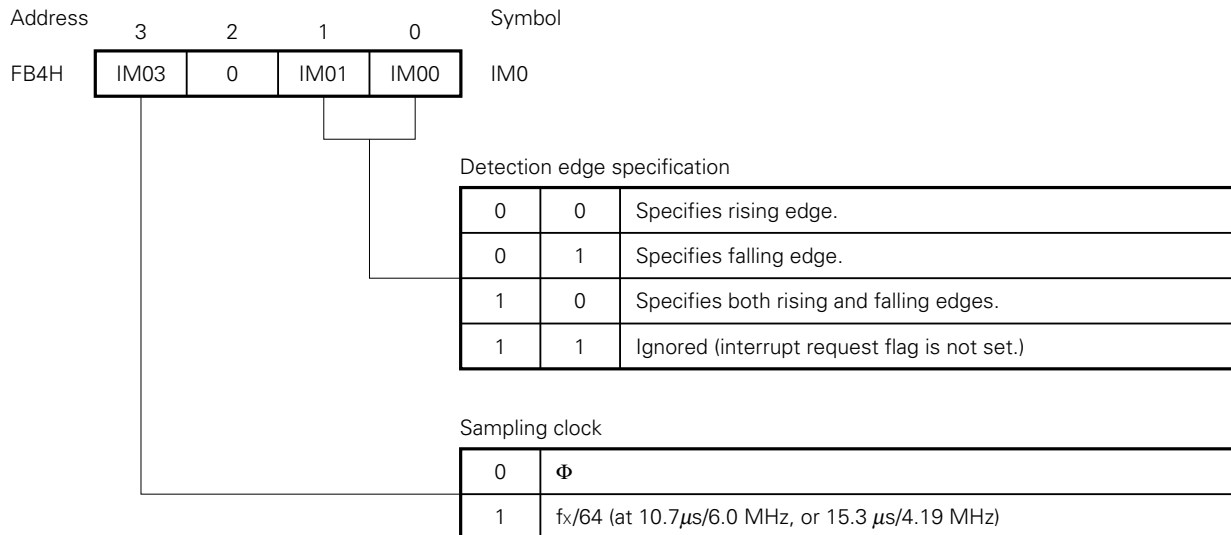 Address 3 2 1 0 Symbol
FB4H IM03 0 IM01 IM00 IM0
Detection edge specification
0 0 Specifies rising edge.
0 1 Specifies falling edge.
1 0 Specifies both rising and falling edges.
1 1 Ignored (interrupt request flag is not set.)
Sampling clock
0 Φ
1 fx/64 (at 10.7μs/6.0 MHz, or 15.3 μs/4.19 MHz)